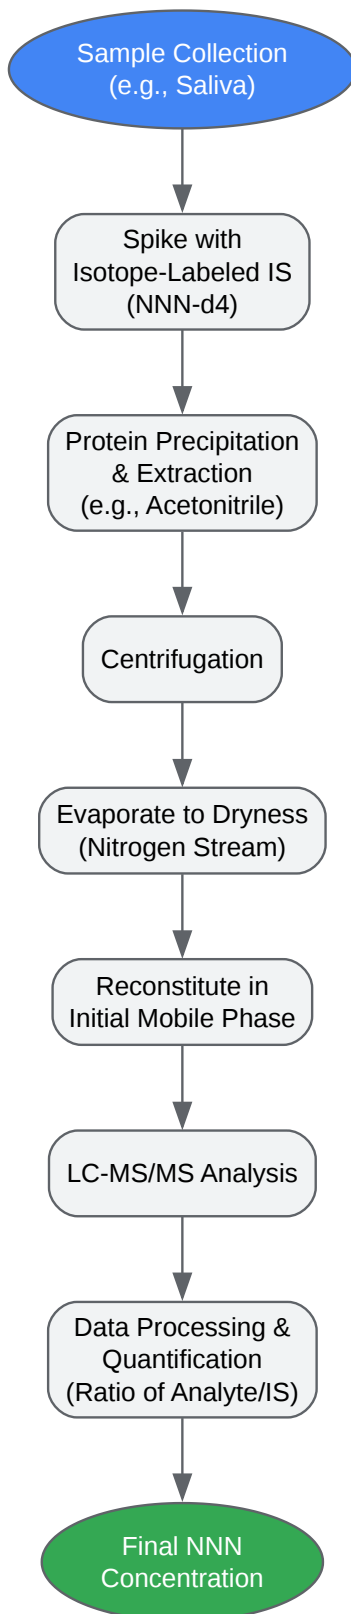 Sample Collection
(e.g., Saliva)
Spike with
Isotope-Labeled IS
(NNN-d4)
Protein Precipitation
& Extraction
(e.g., Acetonitrile)
Centrifugation
Evaporate to Dryness
(Nitrogen Stream)
Reconstitute in
Initial Mobile Phase
LC-MS/MS Analysis
Data Processing &
Quantification
(Ratio of Analyte/IS)
Final NNN
Concentration